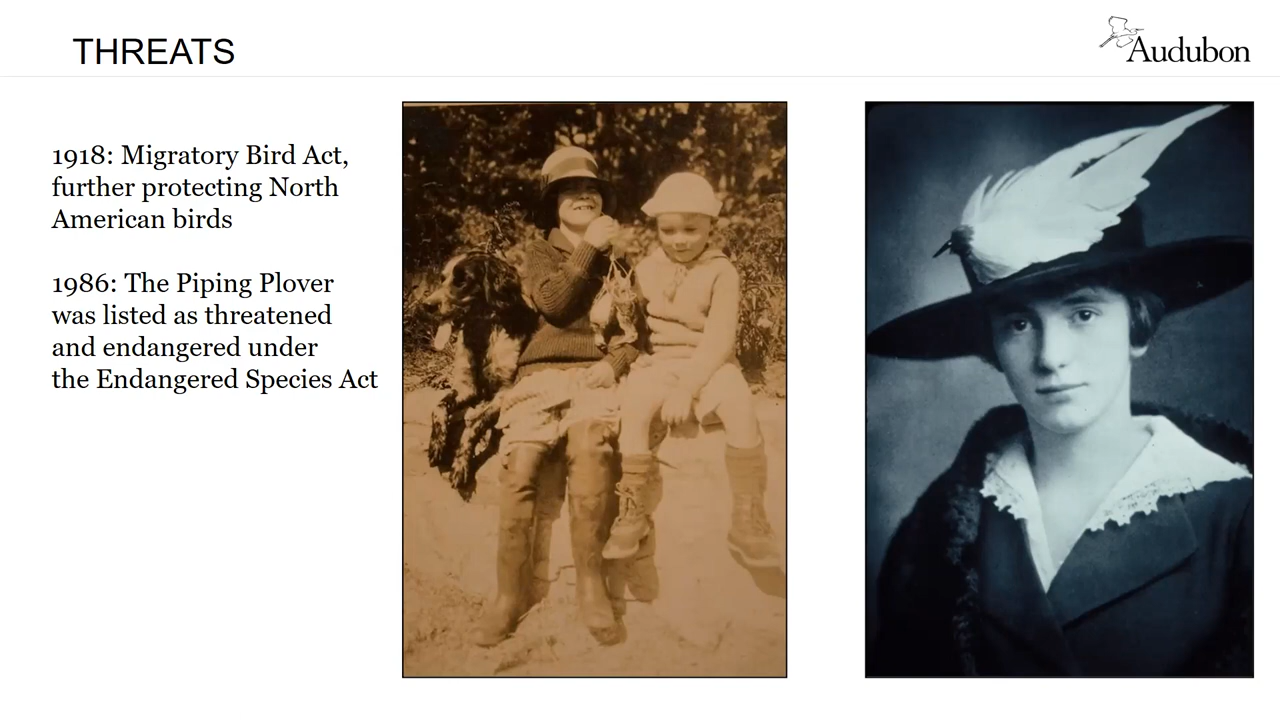 THREATS
Audubon
1918: Migratory Bird Act,
further protecting North
American birds
1986: The Piping Plover
was listed as threatened
and endangered under
the Endangered Species Act